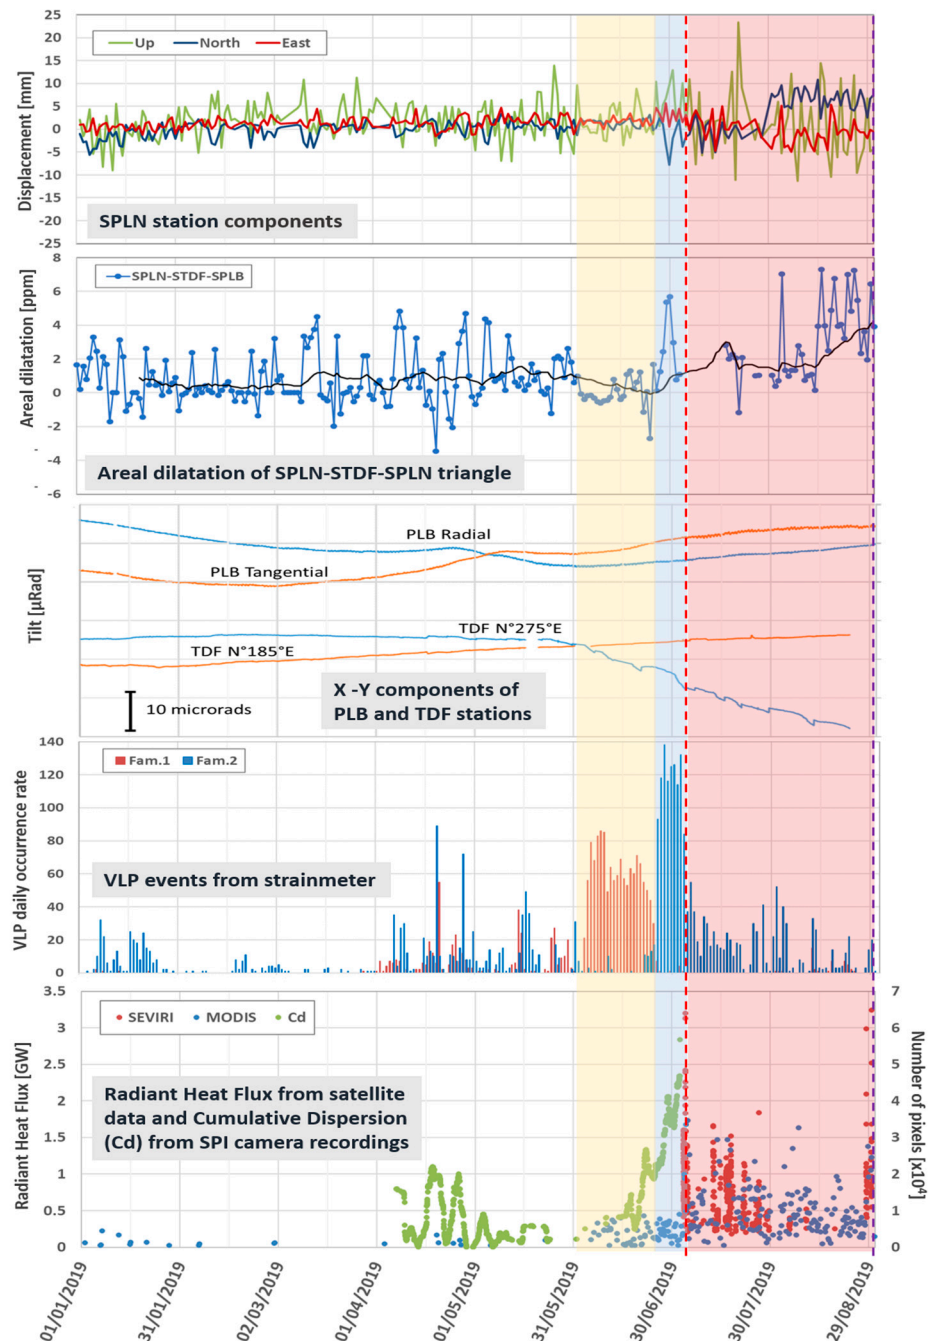 25
20
15
10
5
0
-5
-10
-15
-20
-25
Displacement [mm]
Up North East
SPLN station components
8
6
4
2
0
-2
-4
-6
Areal dilatation [ppm]
SPLN-STDF-SPLB
Areal dilatation of SPLN-STDF-SPLN triangle
Tilt [µRad]
PLB Radial
PLB Tangential
TDF N°275°E
TDF N°185°E
X -Y components of
PLB and TDF stations
10 microrads
140
120
100
80
60
40
20
0
VLP daily occurrence rate
Fam.1 Fam.2
VLP events from strainmeter
3.5
3
2.5
2
1.5
1
0.5
0
Radiant Heat Flux [GW]
SEVIRI MODIS Cd
Radiant Heat Flux from satellite
data and Cumulative Dispersion
(Cd) from SPI camera recordings
7
6
5
4
3
2
1
0
Number of pixels [x10⁴]
01/01/2019
31/01/2019
02/03/2019
01/04/2019
01/05/2019
31/05/2019
30/06/2019
30/07/2019
29/08/2019